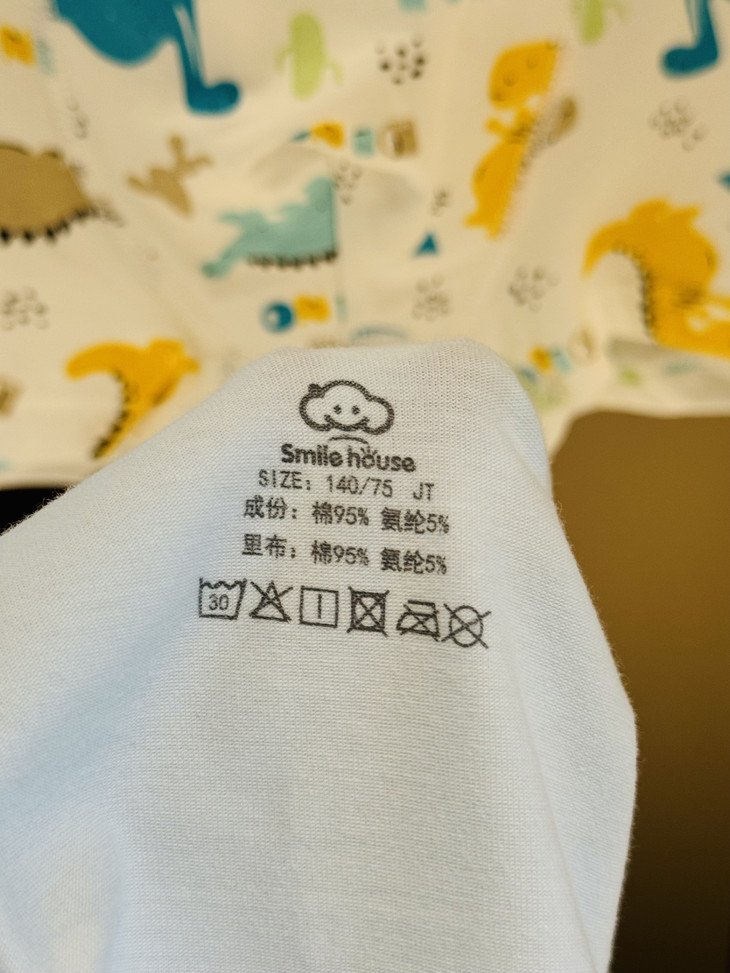 Smile house
SIZE: 140/75 JT
成份: 棉95% 氨纶5%
里布: 棉95% 氨纶5%
30